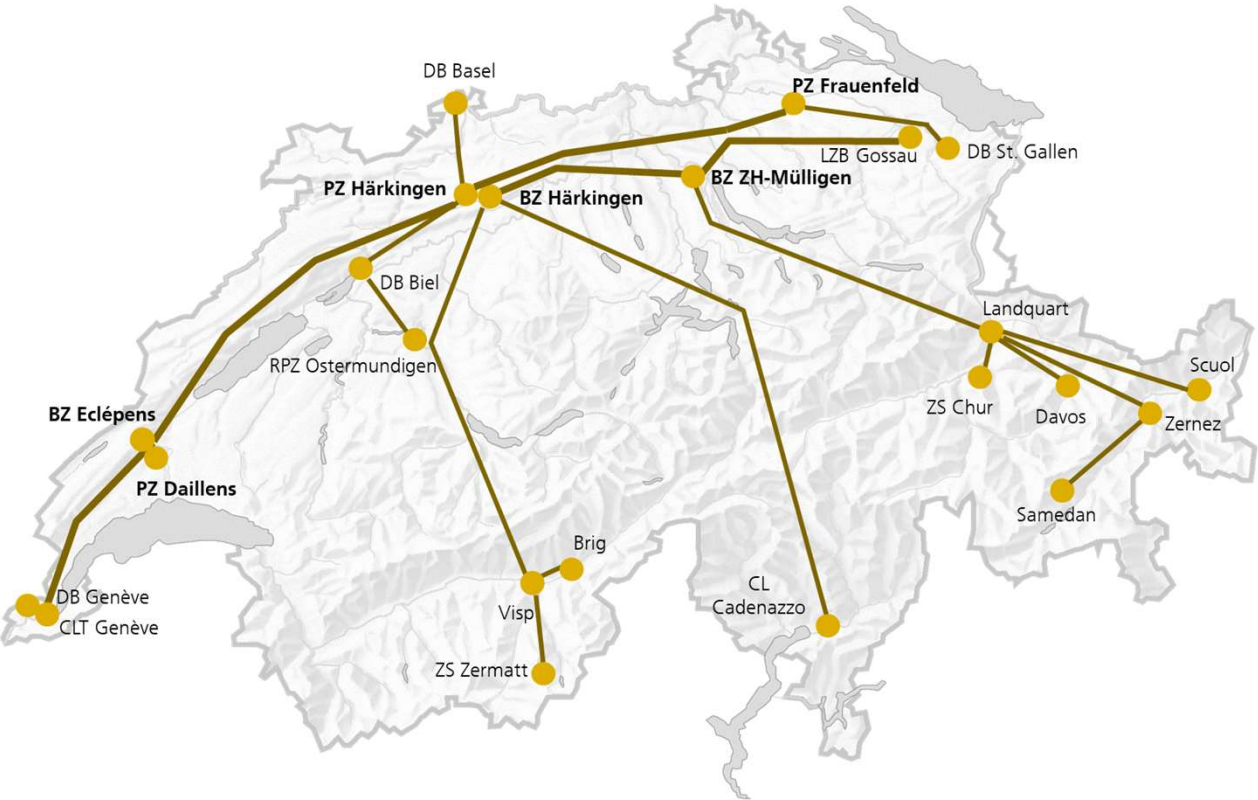 DB Basel
PZ Frauenfeld
LZB Gossau
DB St. Gallen
PZ Härkingen
BZ Härkingen
BZ ZH-Mülligen
DB Biel
Landquart
RPZ Ostermundigen
Scuol
ZS Chur
Davos
Zernez
BZ Eclépens
PZ Daillens
Samedan
Brig
DB Genève
CLT Genève
Visp
CL
Cadenazzo
ZS Zermatt